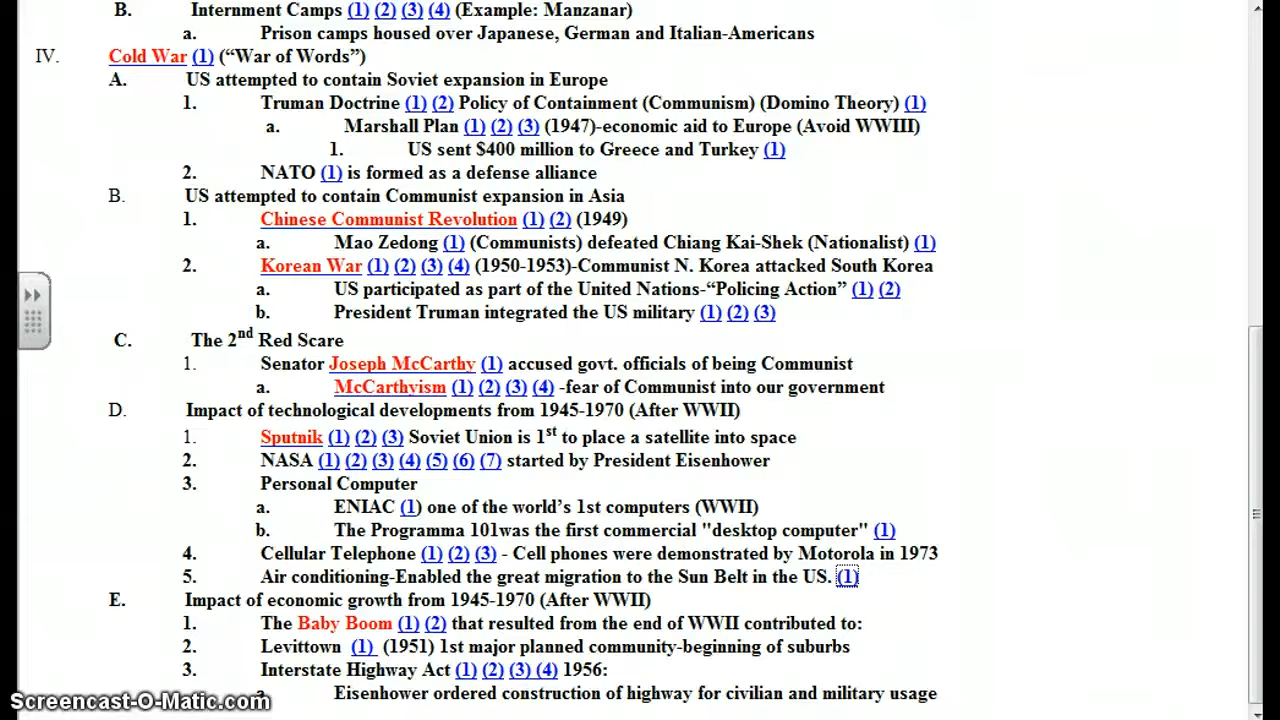 B. Internment Camps (1) (2) (3) (4) (Example: Manzanar)
a. Prison camps housed over Japanese, German and Italian-Americans
IV. Cold War (1) (“War of Words”)
A. US attempted to contain Soviet expansion in Europe
1. Truman Doctrine (1) (2) Policy of Containment (Communism) (Domino Theory) (1)
a. Marshall Plan (1) (2) (3) (1947)-economic aid to Europe (Avoid WWIII)
1. US sent $400 million to Greece and Turkey (1)
2. NATO (1) is formed as a defense alliance
B. US attempted to contain Communist expansion in Asia
1. Chinese Communist Revolution (1) (2) (1949)
a. Mao Zedong (1) (Communists) defeated Chiang Kai-Shek (Nationalist) (1)
2. Korean War (1) (2) (3) (4) (1950-1953)-Communist N. Korea attacked South Korea
a. US participated as part of the United Nations-“Policing Action” (1) (2)
b. President Truman integrated the US military (1) (2) (3)
C. The 2nd Red Scare
1. Senator Joseph McCarthy (1) accused govt. officials of being Communist
a. McCarthyism (1) (2) (3) (4) -fear of Communist into our government
D. Impact of technological developments from 1945-1970 (After WWII)
1. Sputnik (1) (2) (3) Soviet Union is 1st to place a satellite into space
2. NASA (1) (2) (3) (4) (5) (6) (7) started by President Eisenhower
3. Personal Computer
a. ENIAC (1) one of the world’s 1st computers (WWII)
b. The Programma 101was the first commercial "desktop computer" (1)
4. Cellular Telephone (1) (2) (3) - Cell phones were demonstrated by Motorola in 1973
5. Air conditioning-Enabled the great migration to the Sun Belt in the US. (1)
E. Impact of economic growth from 1945-1970 (After WWII)
1. The Baby Boom (1) (2) that resulted from the end of WWII contributed to:
2. Levittown (1) (1951) 1st major planned community-beginning of suburbs
3. Interstate Highway Act (1) (2) (3) (4) 1956:
a. Eisenhower ordered construction of highway for civilian and military usage
Screencast-O-Matic.com